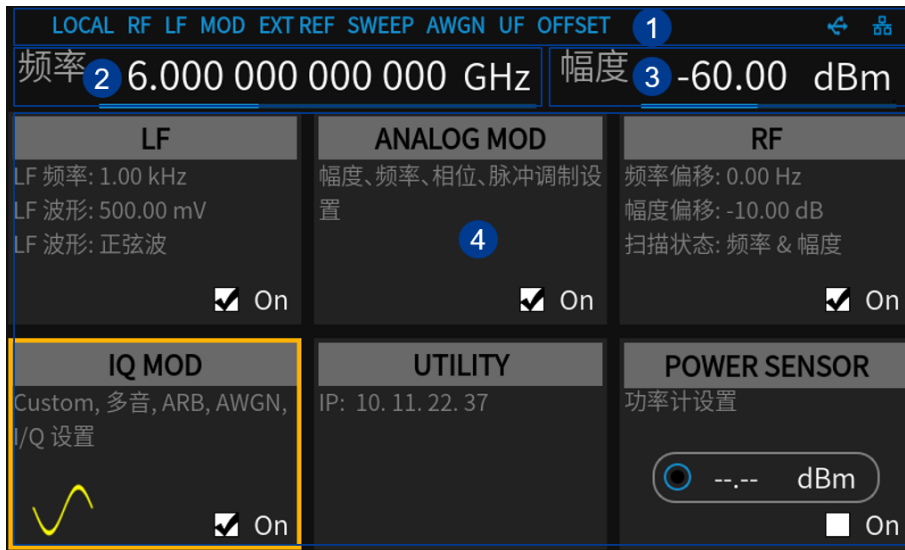 LOCAL RF LF MOD EXT REF SWEEP AWGN UF OFFSET 1
频率 2 6.000 000 000 000 GHz 幅度 3 -60.00 dBm
LF
LF 频率: 1.00 kHz
LF 波形: 500.00 mV
LF 波形: 正弦波
On
ANALOG MOD
幅度、频率、相位、脉冲调制设
置
4
On
RF
频率偏移: 0.00 Hz
幅度偏移: -10.00 dB
扫描状态: 频率 & 幅度
On
IQ MOD
Custom, 多音, ARB, AWGN,
I/Q 设置
On
UTILITY
IP: 10. 11. 22. 37
POWER SENSOR
功率计设置
--.-- dBm
On